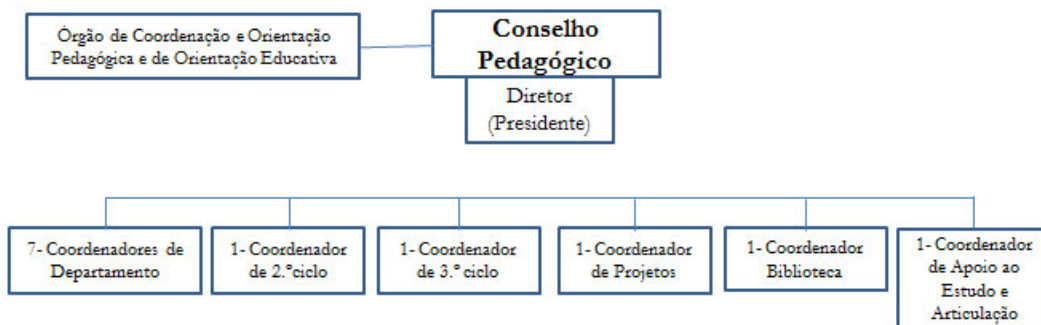 Órgão de Coordenação e Orientação
Pedagógica e de Orientação Educativa
Conselho
Pedagógico
Diretor
(Presidente)
7- Coordenadores de
Departamento
1- Coordenador
de 2.ºciclo
1- Coordenador
de 3.º ciclo
1- Coordenador
de Projetos
1- Coordenador
Biblioteca
1- Coordenador
de Apoio ao
Estudo e
Articulação